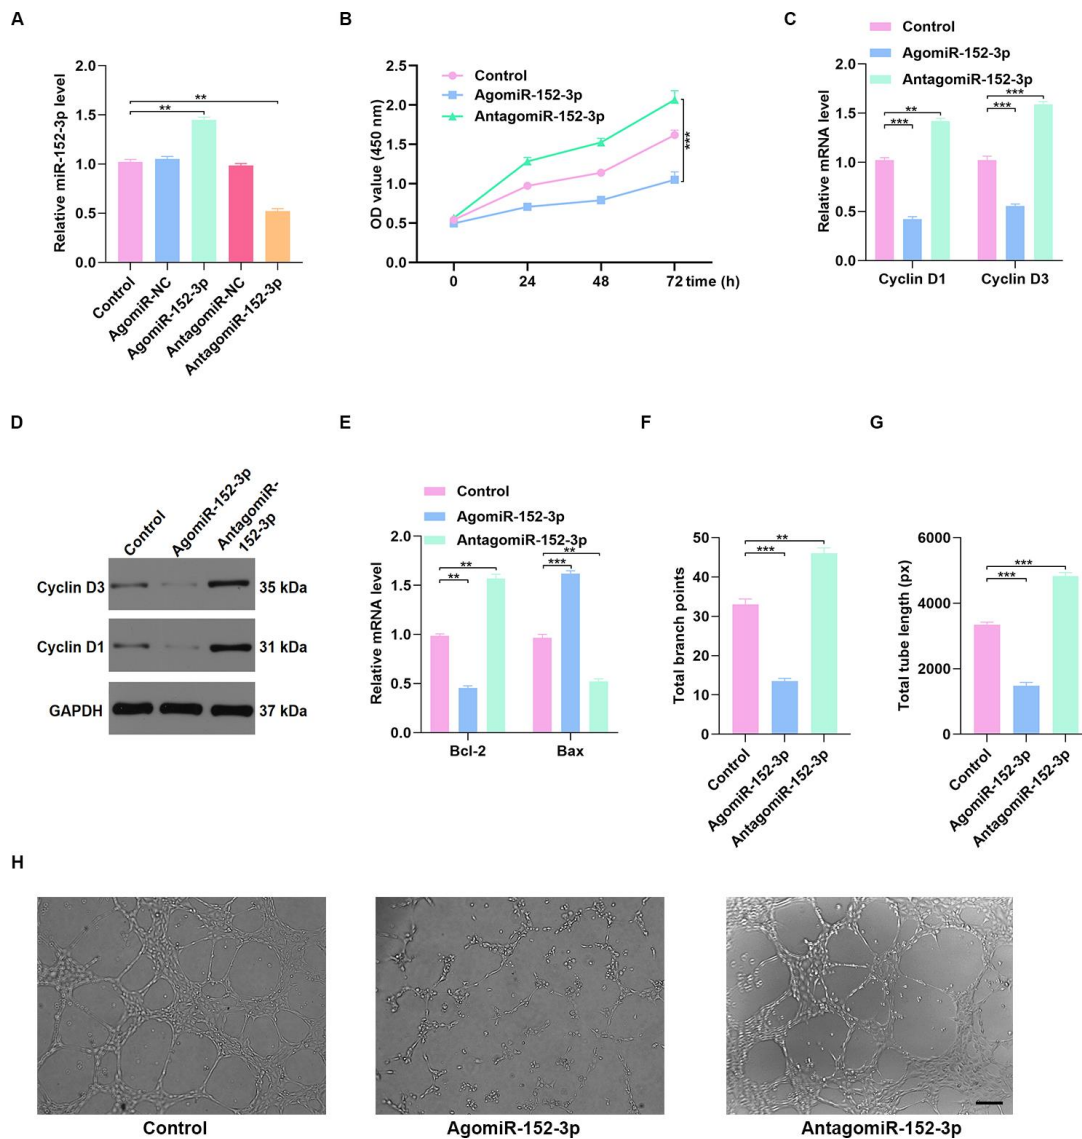 A
Relative miR-152-3p level
2.0
1.5
1.0
0.5
0.0
**
**
Control
AgomiR-NC
AgomiR-152-3p
AntagomiR-NC
AntagomiR-152-3p
B
OD value (450 nm)
2.5
2.0
1.5
1.0
0.5
0.0
Control
AgomiR-152-3p
AntagomiR-152-3p
***
0
24
48
72
time (h)
C
Control
AgomiR-152-3p
AntagomiR-152-3p
Relative mRNA level
2.0
1.5
1.0
0.5
0.0
**
***
***
***
Cyclin D1
Cyclin D3
D
Control
AgomiR-152-3p
AntagomiR-
152-3p
Cyclin D3
35 kDa
Cyclin D1
31 kDa
GAPDH
37 kDa
E
Control
AgomiR-152-3p
AntagomiR-152-3p
Relative mRNA level
2.0
1.5
1.0
0.5
0.0
**
**
**
***
Bcl-2
Bax
F
Total branch points
50
40
30
20
10
0
**
***
Control
AgomiR-152-3p
AntagomiR-152-3p
G
Total tube length (px)
6000
4000
2000
0
***
***
Control
AgomiR-152-3p
AntagomiR-152-3p
H
Control
AgomiR-152-3p
AntagomiR-152-3p